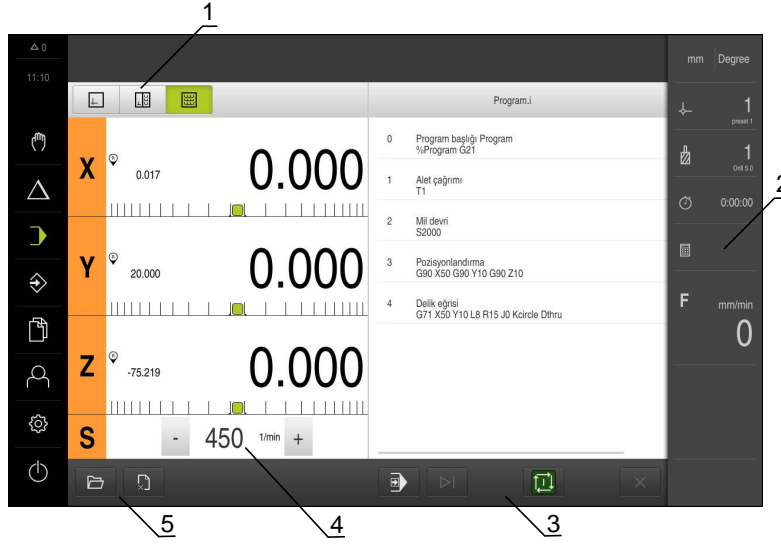 1
0
11:10
mm Degree
Program.i
1
preset 1
1
Drill 5.0
0:00:00
2
F mm/min
0
X R 0.017 0.000
Y R 20.000 0.000
Z R -75.219 0.000
S - 450 1/min +
0 Program başlığı Program
%Program G21
1 Alet çağrımı
T1
2 Mil devri
S2000
3 Pozisyonlandırma
G90 X50 G90 Y10 G90 Z10
4 Delik eğrisi
G71 X50 Y10 L8 R15 J0 Kcircle Dthru
5
4
3